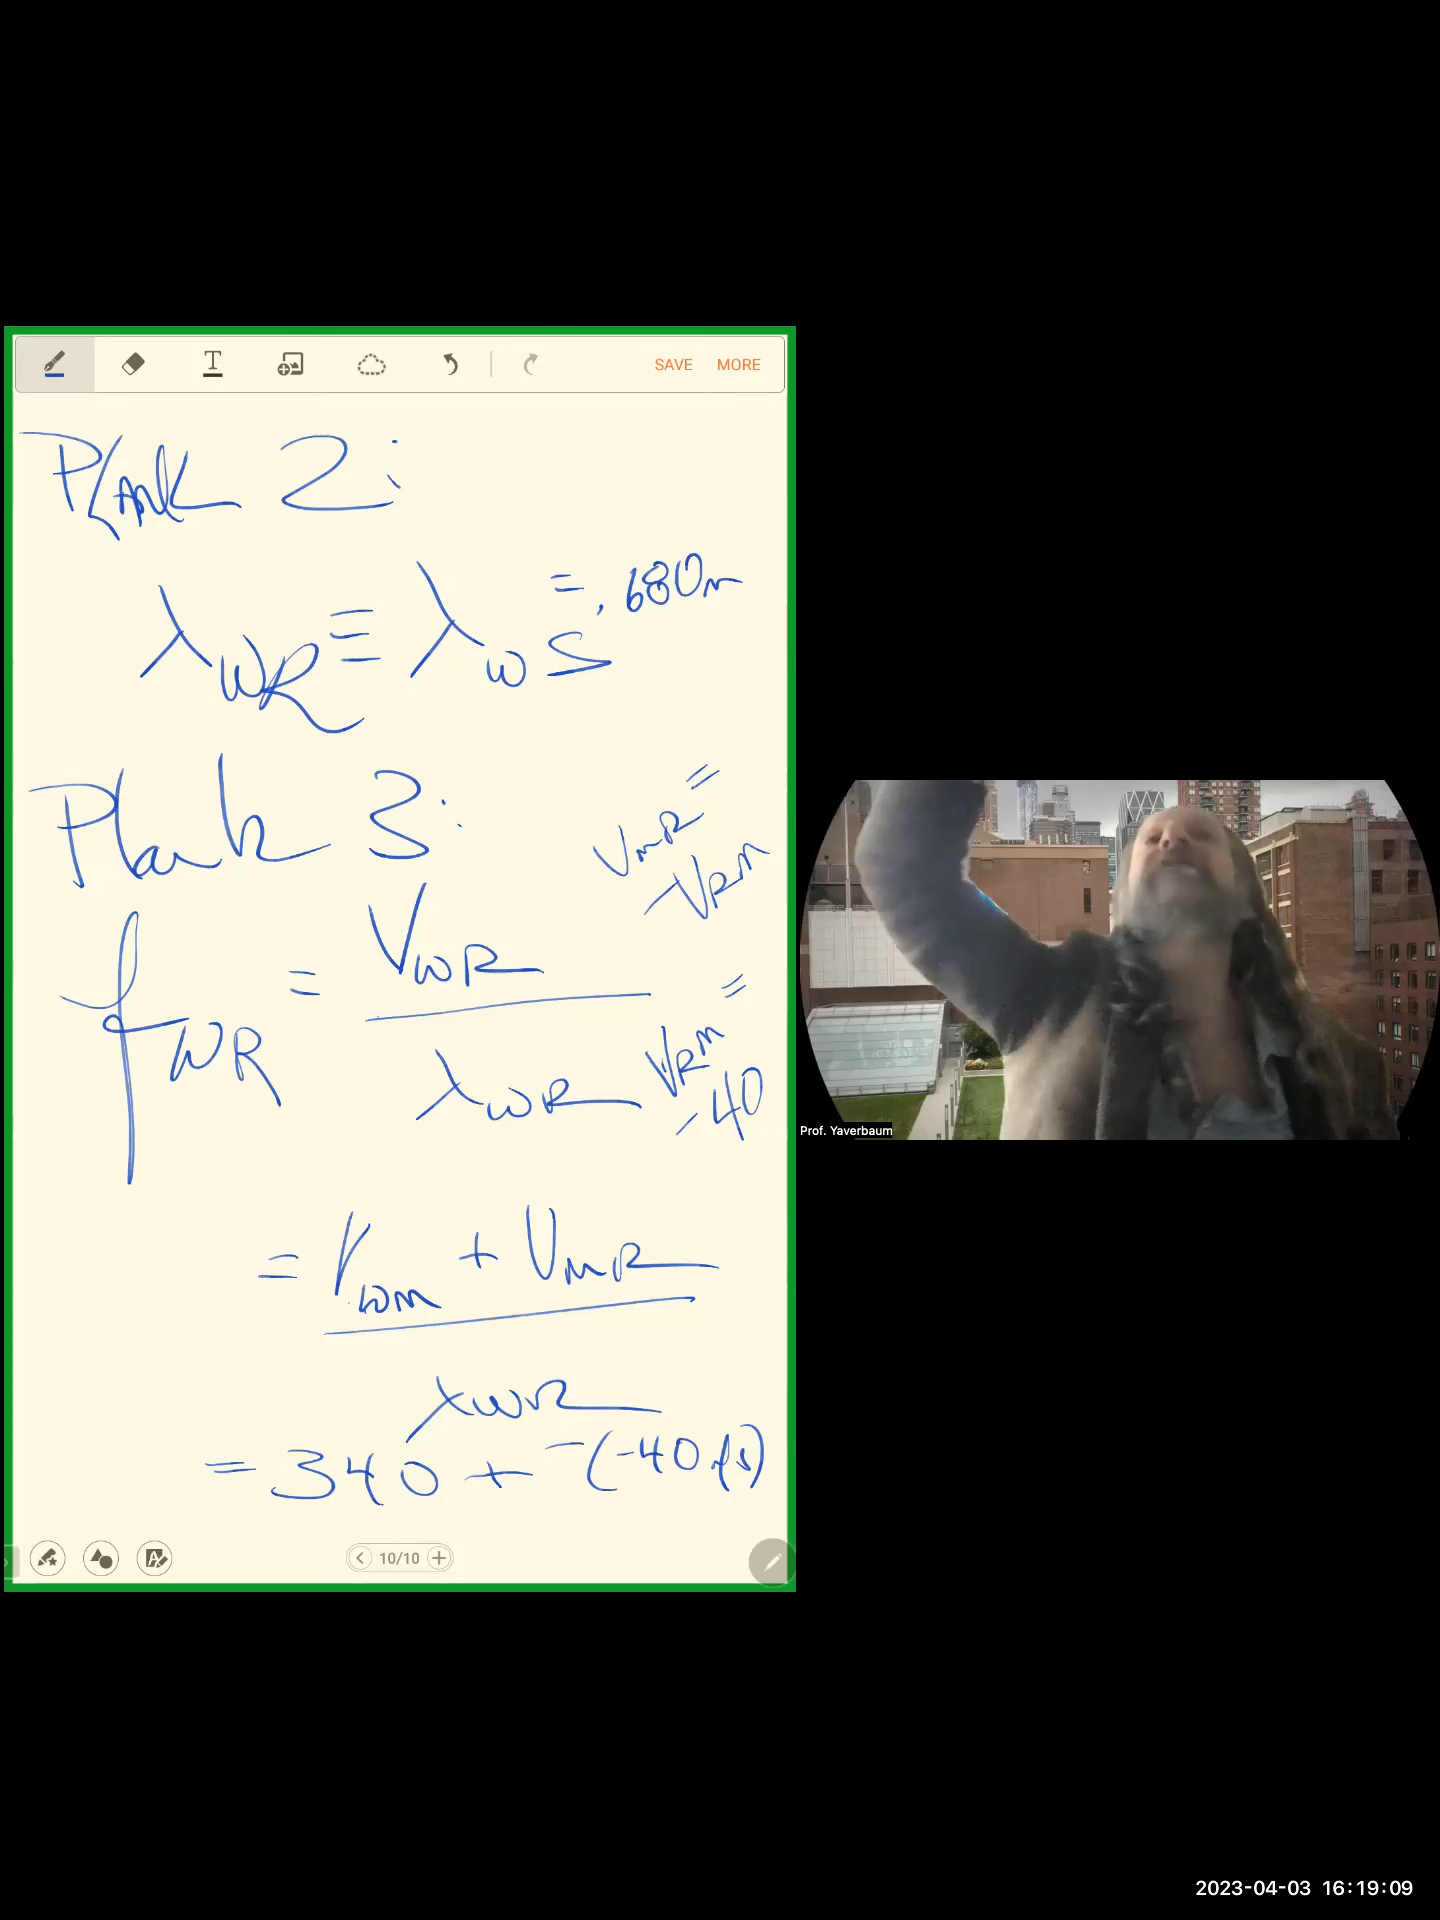 SAVE MORE
Plank 2:
λWR ≡ λWS = .680m
Plank 3:
VMR = -VRM
fWR = VWR / λWR
VRM = -40
= VWM + VMR
λWR
= 340 + -(-40 m/s)
10/10
Prof. Yaverbaum
2023-04-03 16:19:09